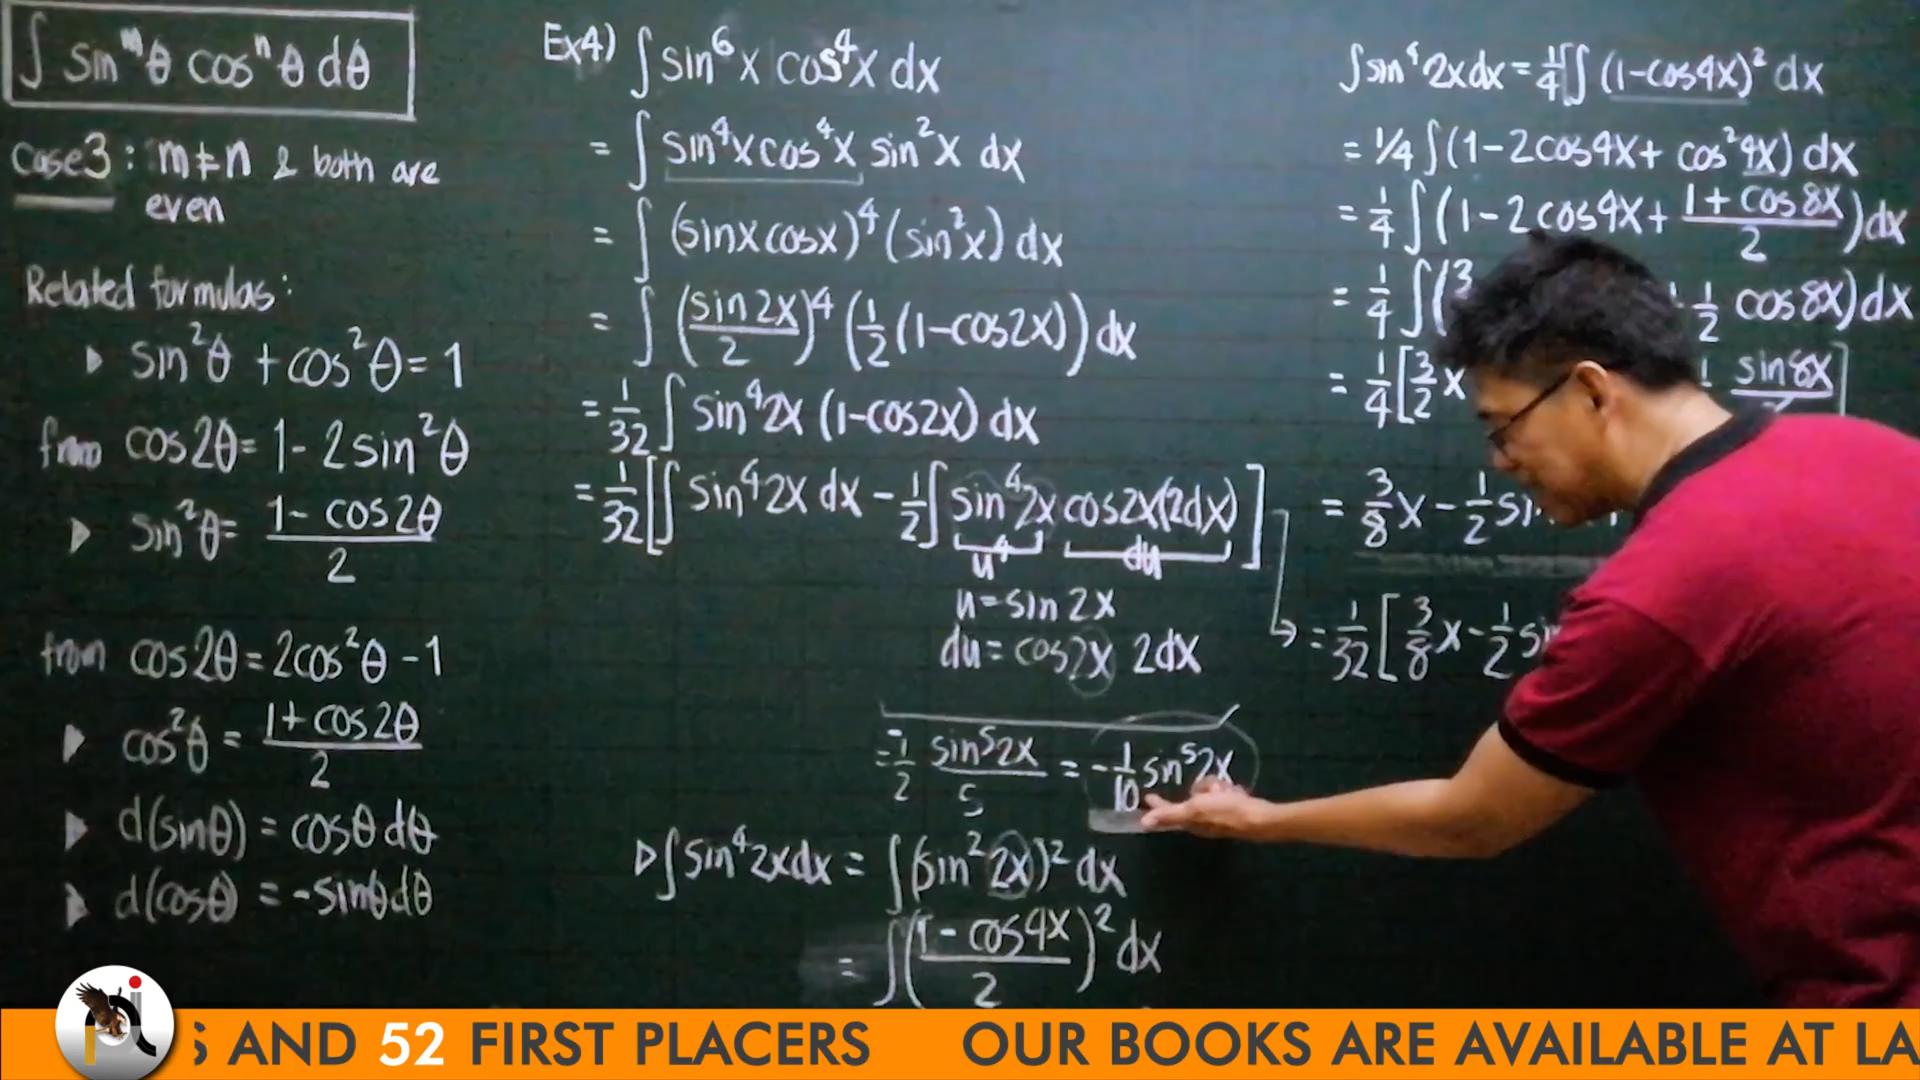 ∫ sin^m θ cos^n θ dθ
case3 : m≠n & both are
even
Related formulas:
▷ sin²θ + cos²θ = 1
from cos2θ = 1 - 2sin²θ
▷ sin²θ = (1 - cos2θ)/2
from cos2θ = 2cos²θ - 1
▷ cos²θ = (1 + cos2θ)/2
▷ d(sinθ) = cosθ dθ
▷ d(cosθ) = -sinθ dθ
Ex4) ∫ sin⁶x cos⁴x dx
= ∫ sin⁴x cos⁴x sin²x dx
= ∫ (sinx cosx)⁴ (sin²x) dx
= ∫ (sin2x/2)⁴ (1/2 (1-cos2x)) dx
= 1/32 ∫ sin⁴2x (1-cos2x) dx
= 1/32 [∫ sin⁴2x dx - 1/2 ∫ sin⁴2x cos2x(2dx)]
u⁴ du
u = sin 2x
du = cos2x 2dx
= -1/2 sin⁵2x/5 = -1/10 sin⁵2x
▷ ∫ sin⁴2x dx = ∫ (sin²2x)² dx
= ∫ ((1 - cos4x)/2)² dx
∫ sin⁴2x dx = 1/4 ∫ (1-cos4x)² dx
= 1/4 ∫ (1-2cos4x + cos²4x) dx
= 1/4 ∫ (1-2cos4x + (1+cos8x)/2) dx
= 1/4 ∫ (3 1/2 cos8x) dx
= 1/4 [3/2 x sin8x ]
= 3/8 x - 1/2
= 1/32 [3/8 x - 1/2
AND 52 FIRST PLACERS OUR BOOKS ARE AVAILABLE AT LA